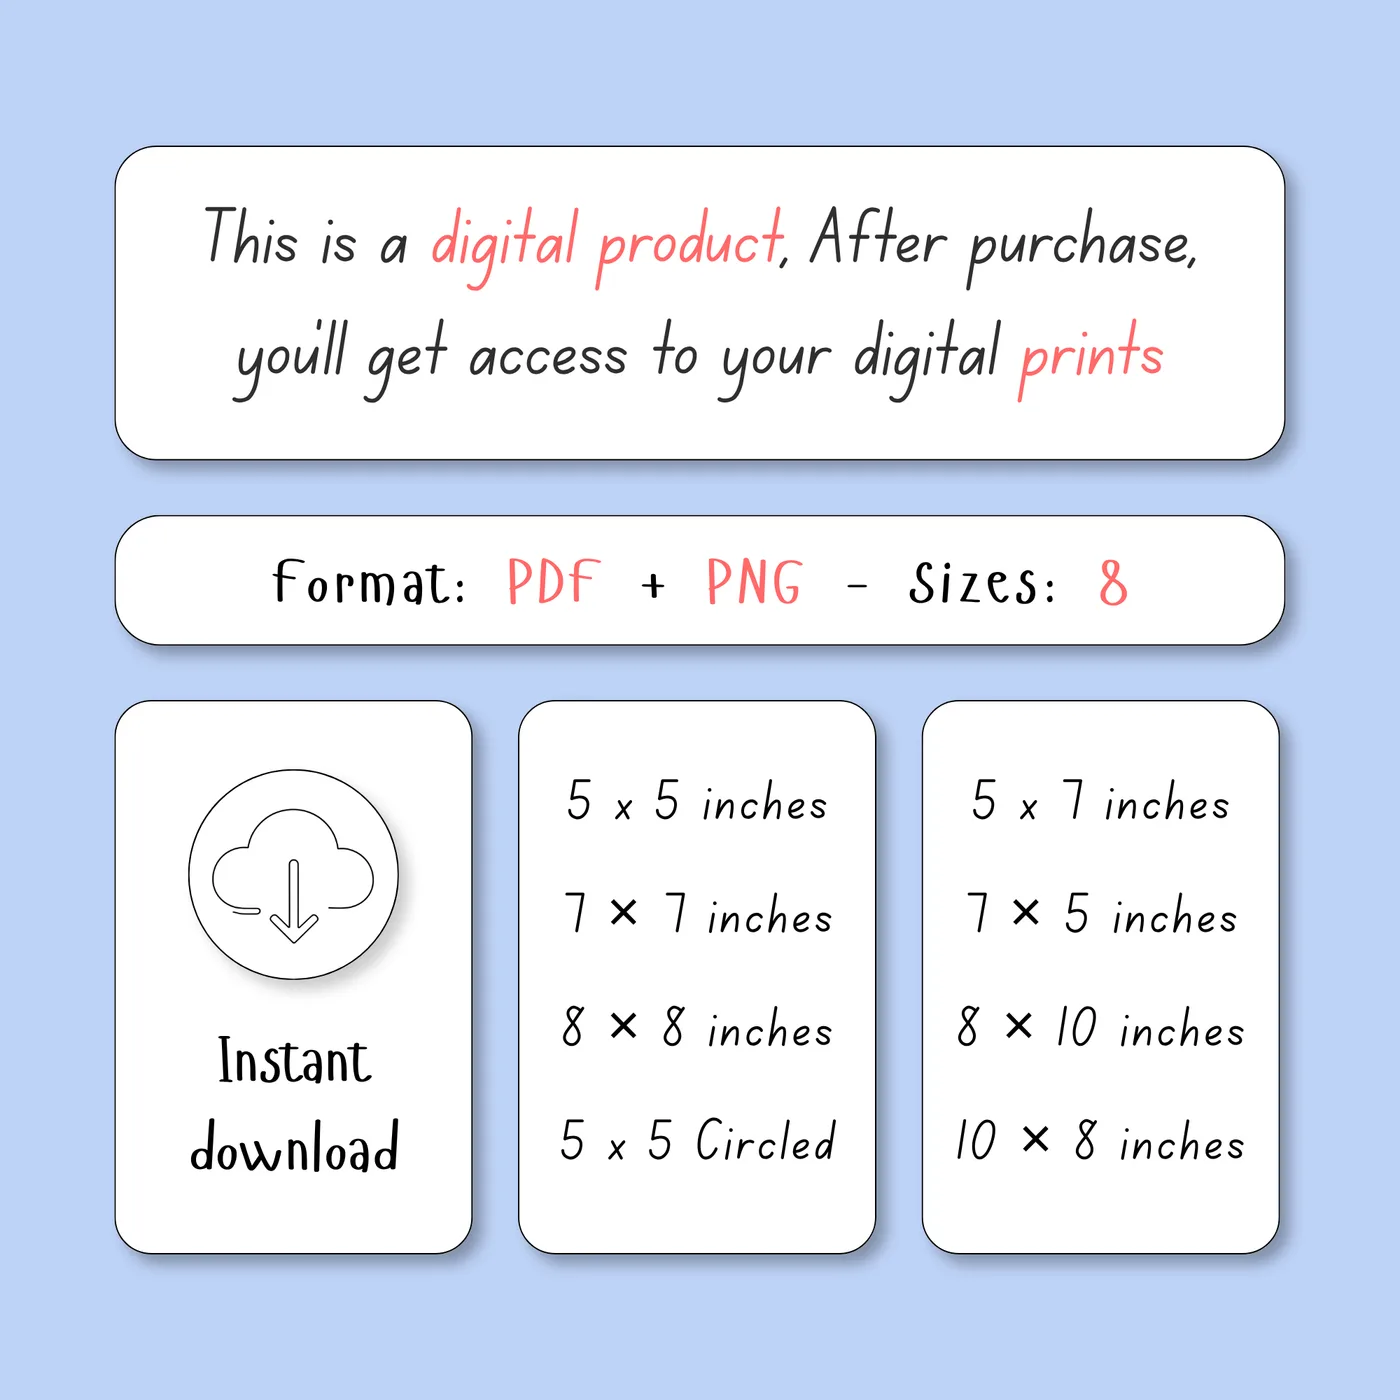 This is a digital product, After purchase,
you'll get access to your digital prints
Format: PDF + PNG - Sizes: 8
Instant
download
5 x 5 inches
7 × 7 inches
8 × 8 inches
5 x 5 Circled
5 x 7 inches
7 × 5 inches
8 × 10 inches
10 × 8 inches